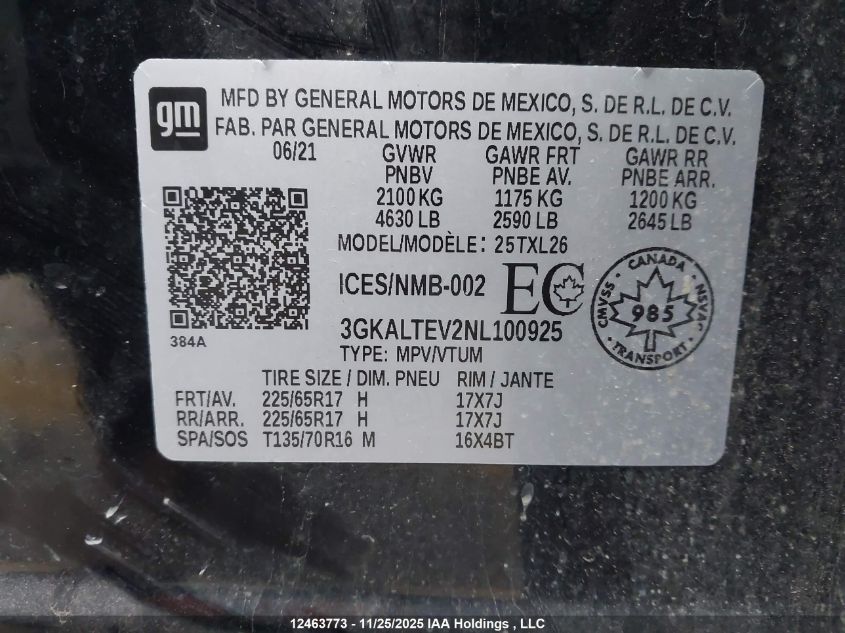 gm
MFD BY GENERAL MOTORS DE MEXICO, S. DE R.L. DE C.V.
FAB. PAR GENERAL MOTORS DE MEXICO, S. DE R.L. DE C.V.
06/21 GVWR GAWR FRT GAWR RR
PNBV PNBE AV. PNBE ARR.
2100 KG 1175 KG 1200 KG
4630 LB 2590 LB 2645 LB
MODEL/MODÈLE: 25TXL26
ICES/NMB-002 EC
CANADA
CMVSS 985 NSVAC
TRANSPORT
3GKALTEV2NL100925
384A
TYPE: MPV/VTUM
TIRE SIZE / DIM. PNEU RIM / JANTE
FRT/AV. 225/65R17 H 17X7J
RR/ARR. 225/65R17 H 17X7J
SPA/SOS T135/70R16 M 16X4BT
12463773 - 11/25/2025 IAA Holdings , LLC